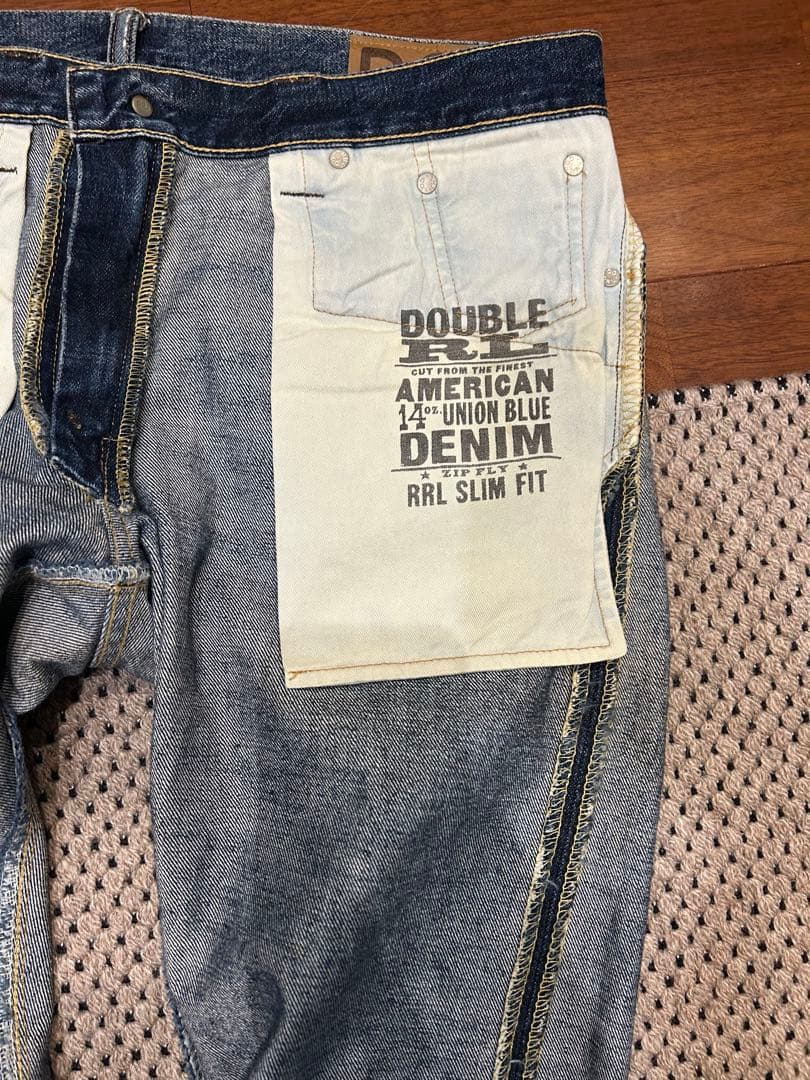 DOUBLE
RL
CUT FROM THE FINEST
AMERICAN
14oz. UNION BLUE
DENIM
★ ZIP FLY ★
RRL SLIM FIT